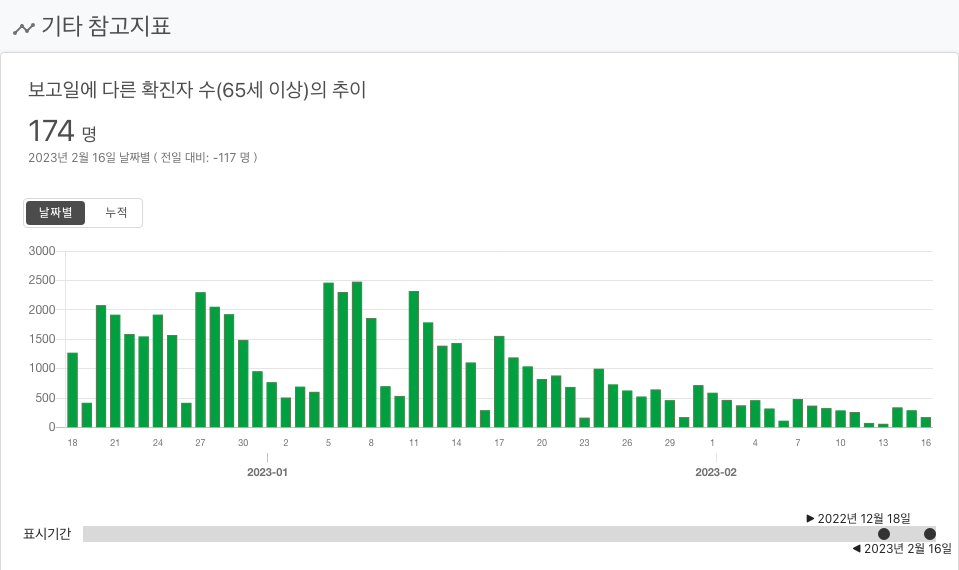 기타 참고지표
보고일에 다른 확진자 수(65세 이상)의 추이
174 명
2023년 2월 16일 날짜별 ( 전일 대비: -117 명 )
날짜별 누적
3000
2500
2000
1500
1000
500
0
18 21 24 27 30 2 5 8 11 14 17 20 23 26 29 1 4 7 10 13 16
2023-01 2023-02
▶ 2022년 12월 18일
표시기간
◀ 2023년 2월 16일